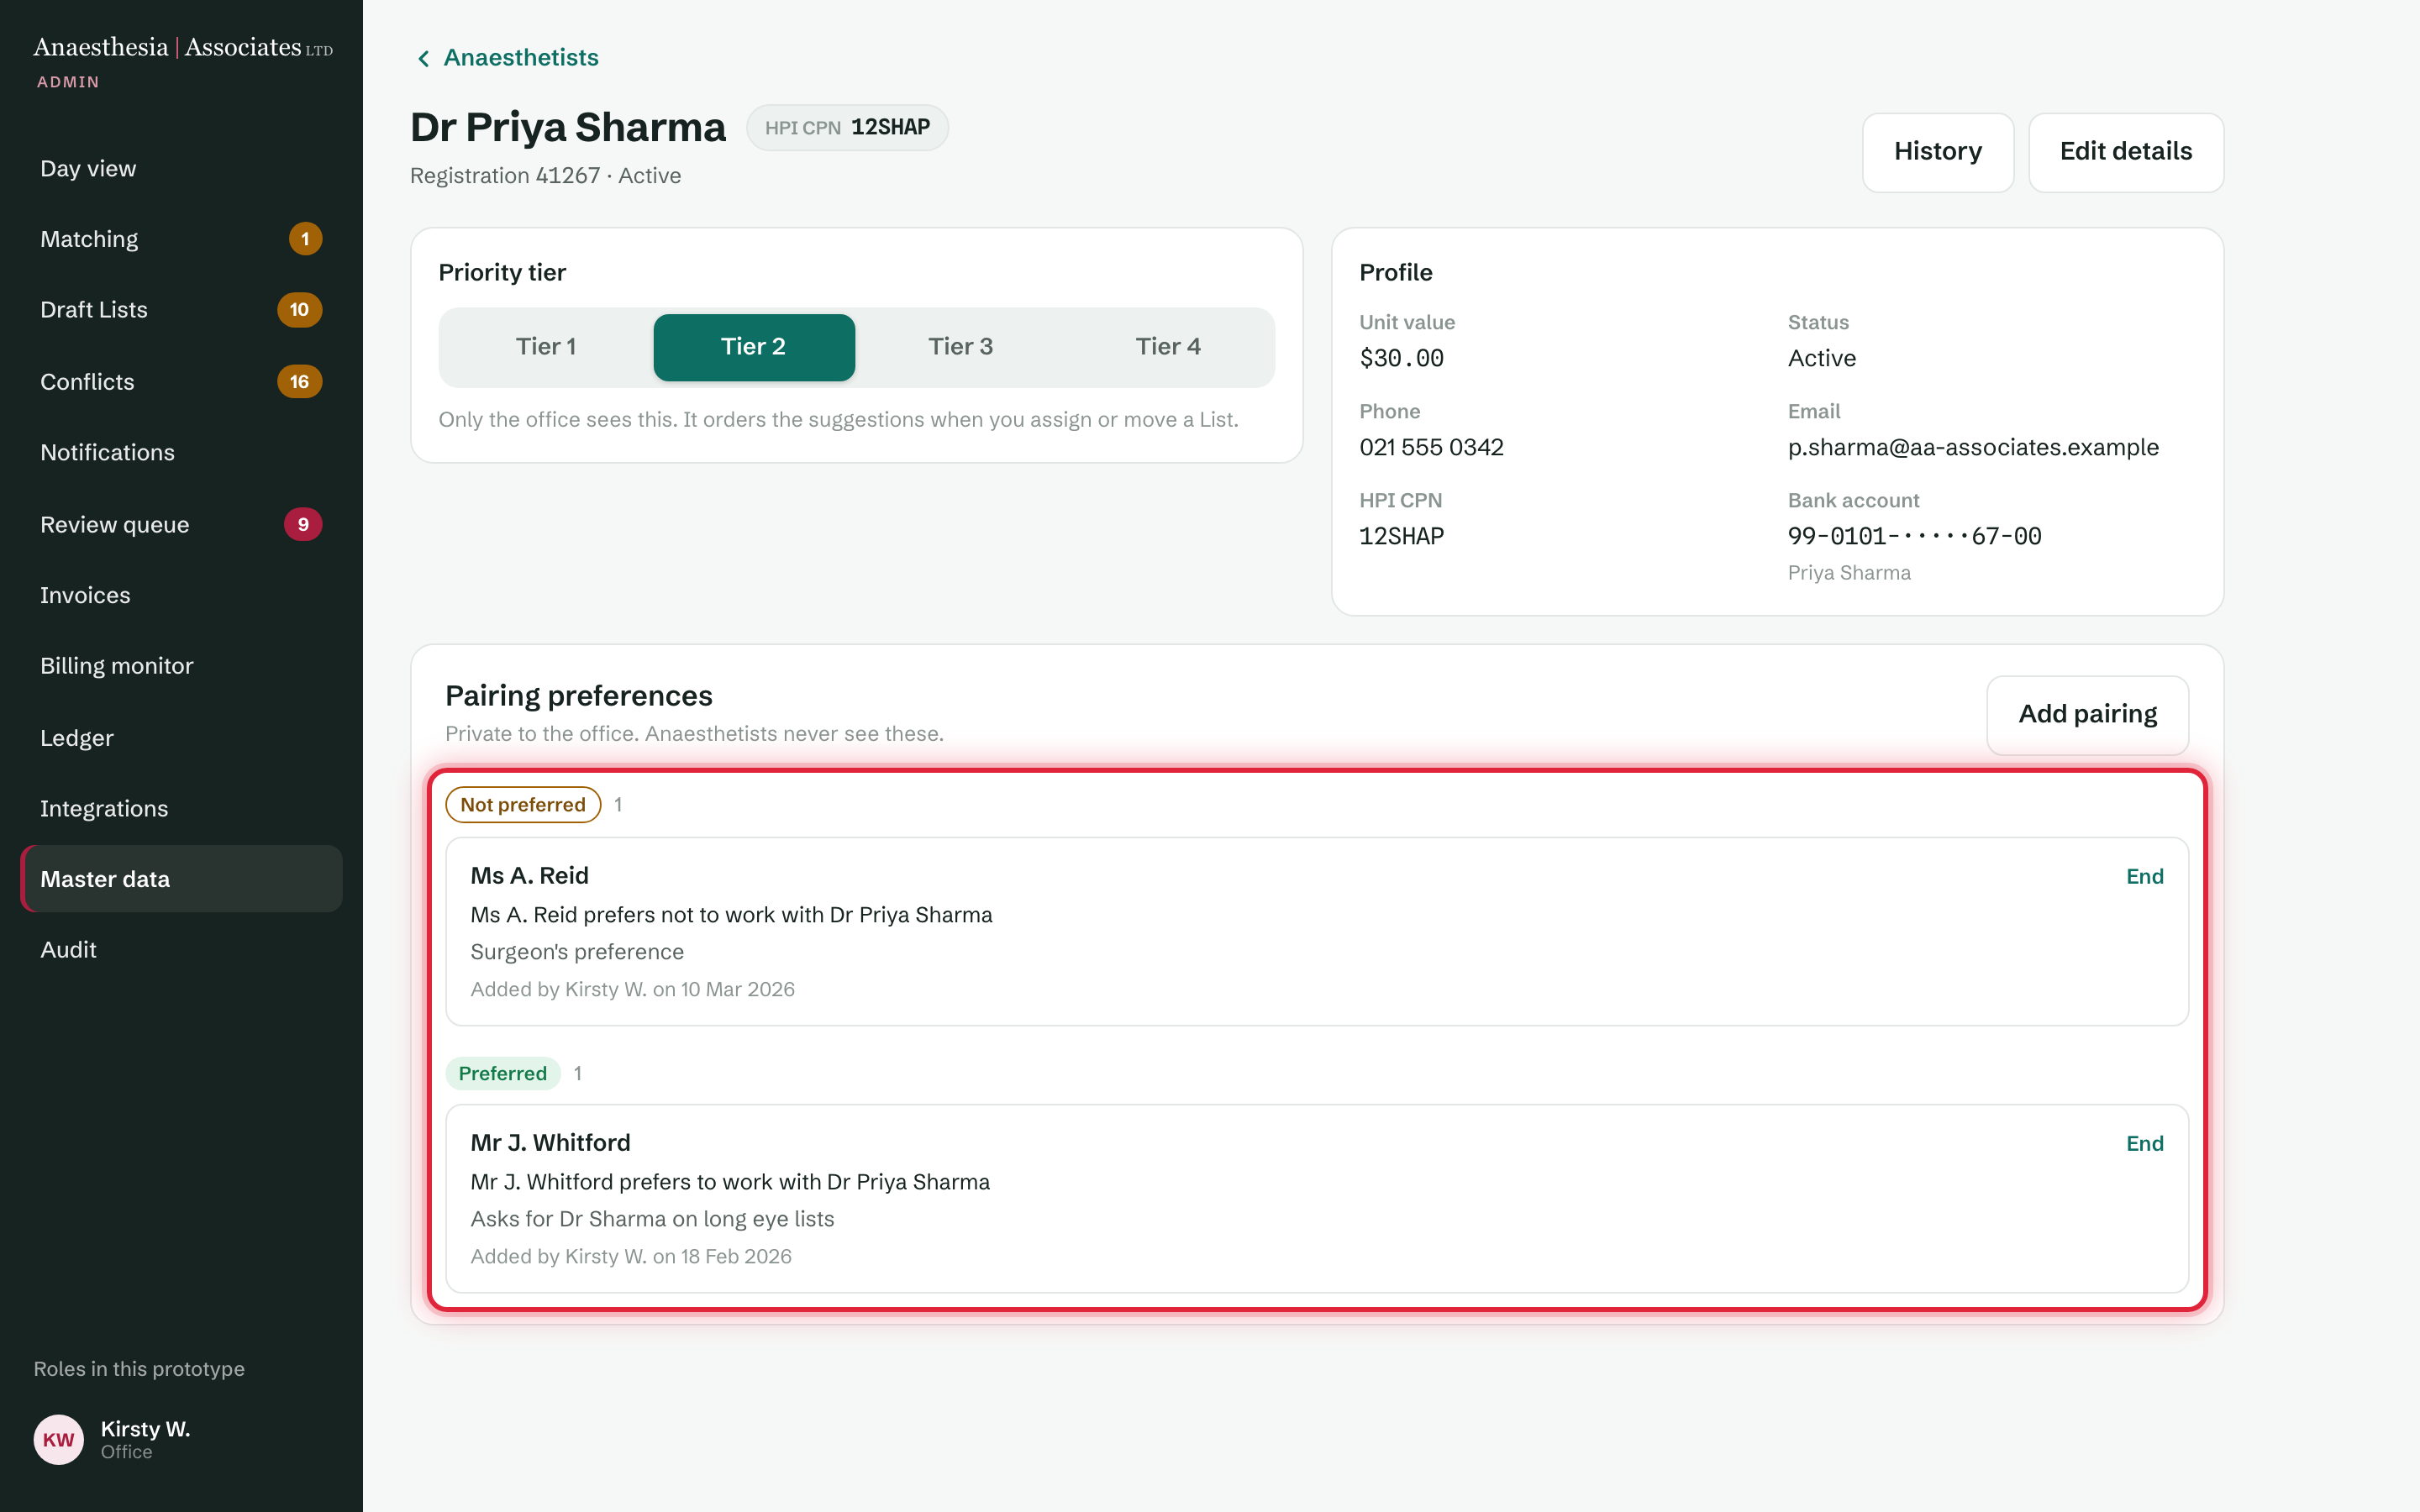 Anaesthesia | Associates LTD
ADMIN
Day view
Matching 1
Draft Lists 10
Conflicts 16
Notifications
Review queue 9
Invoices
Billing monitor
Ledger
Integrations
Master data
Audit
Roles in this prototype
KW
Kirsty W.
Office
Anaesthetists
Dr Priya Sharma HPI CPN 12SHAP
Registration 41267 · Active
History
Edit details
Priority tier
Tier 1 Tier 2 Tier 3 Tier 4
Only the office sees this. It orders the suggestions when you assign or move a List.
Profile
Unit value
$30.00
Status
Active
Phone
021 555 0342
Email
p.sharma@aa-associates.example
HPI CPN
12SHAP
Bank account
99-0101-·····67-00
Priya Sharma
Pairing preferences
Private to the office. Anaesthetists never see these.
Add pairing
Not preferred 1
Ms A. Reid
End
Ms A. Reid prefers not to work with Dr Priya Sharma
Surgeon's preference
Added by Kirsty W. on 10 Mar 2026
Preferred 1
Mr J. Whitford
End
Mr J. Whitford prefers to work with Dr Priya Sharma
Asks for Dr Sharma on long eye lists
Added by Kirsty W. on 18 Feb 2026